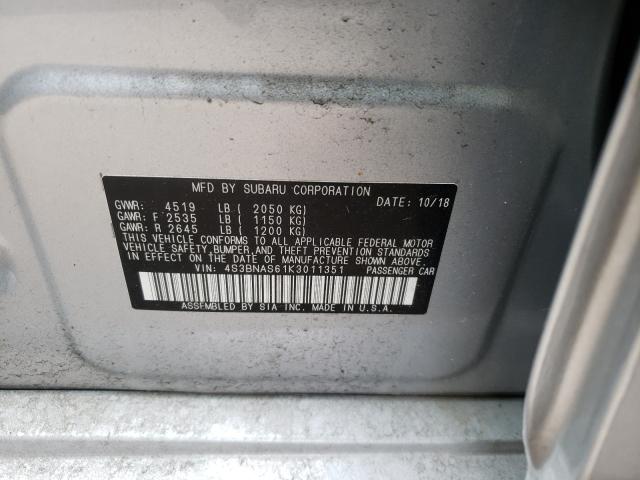 MFD BY SUBARU CORPORATION
GVWR: 4519 LB ( 2050 KG) DATE: 10/18
GAWR: F 2535 LB ( 1150 KG)
GAWR: R 2645 LB ( 1200 KG)
THIS VEHICLE CONFORMS TO ALL APPLICABLE FEDERAL MOTOR
VEHICLE SAFETY, BUMPER, AND THEFT PREVENTION STANDARDS
IN EFFECT ON THE DATE OF MANUFACTURE SHOWN ABOVE.
VIN: 4S3BNAS61K3011351 PASSENGER CAR
ASSEMBLED BY SIA INC. MADE IN U.S.A.